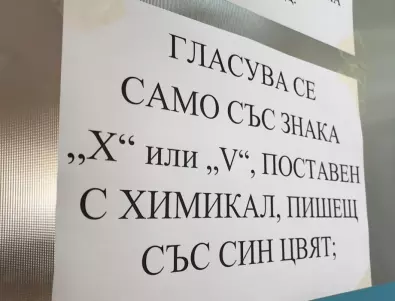 ГЛАСУВА СЕ
САМО СЪС ЗНАКА
„X“ или „V“, ПОСТАВЕН
С ХИМИКАЛ, ПИШЕЩ
СЪС СИН ЦВЯТ;